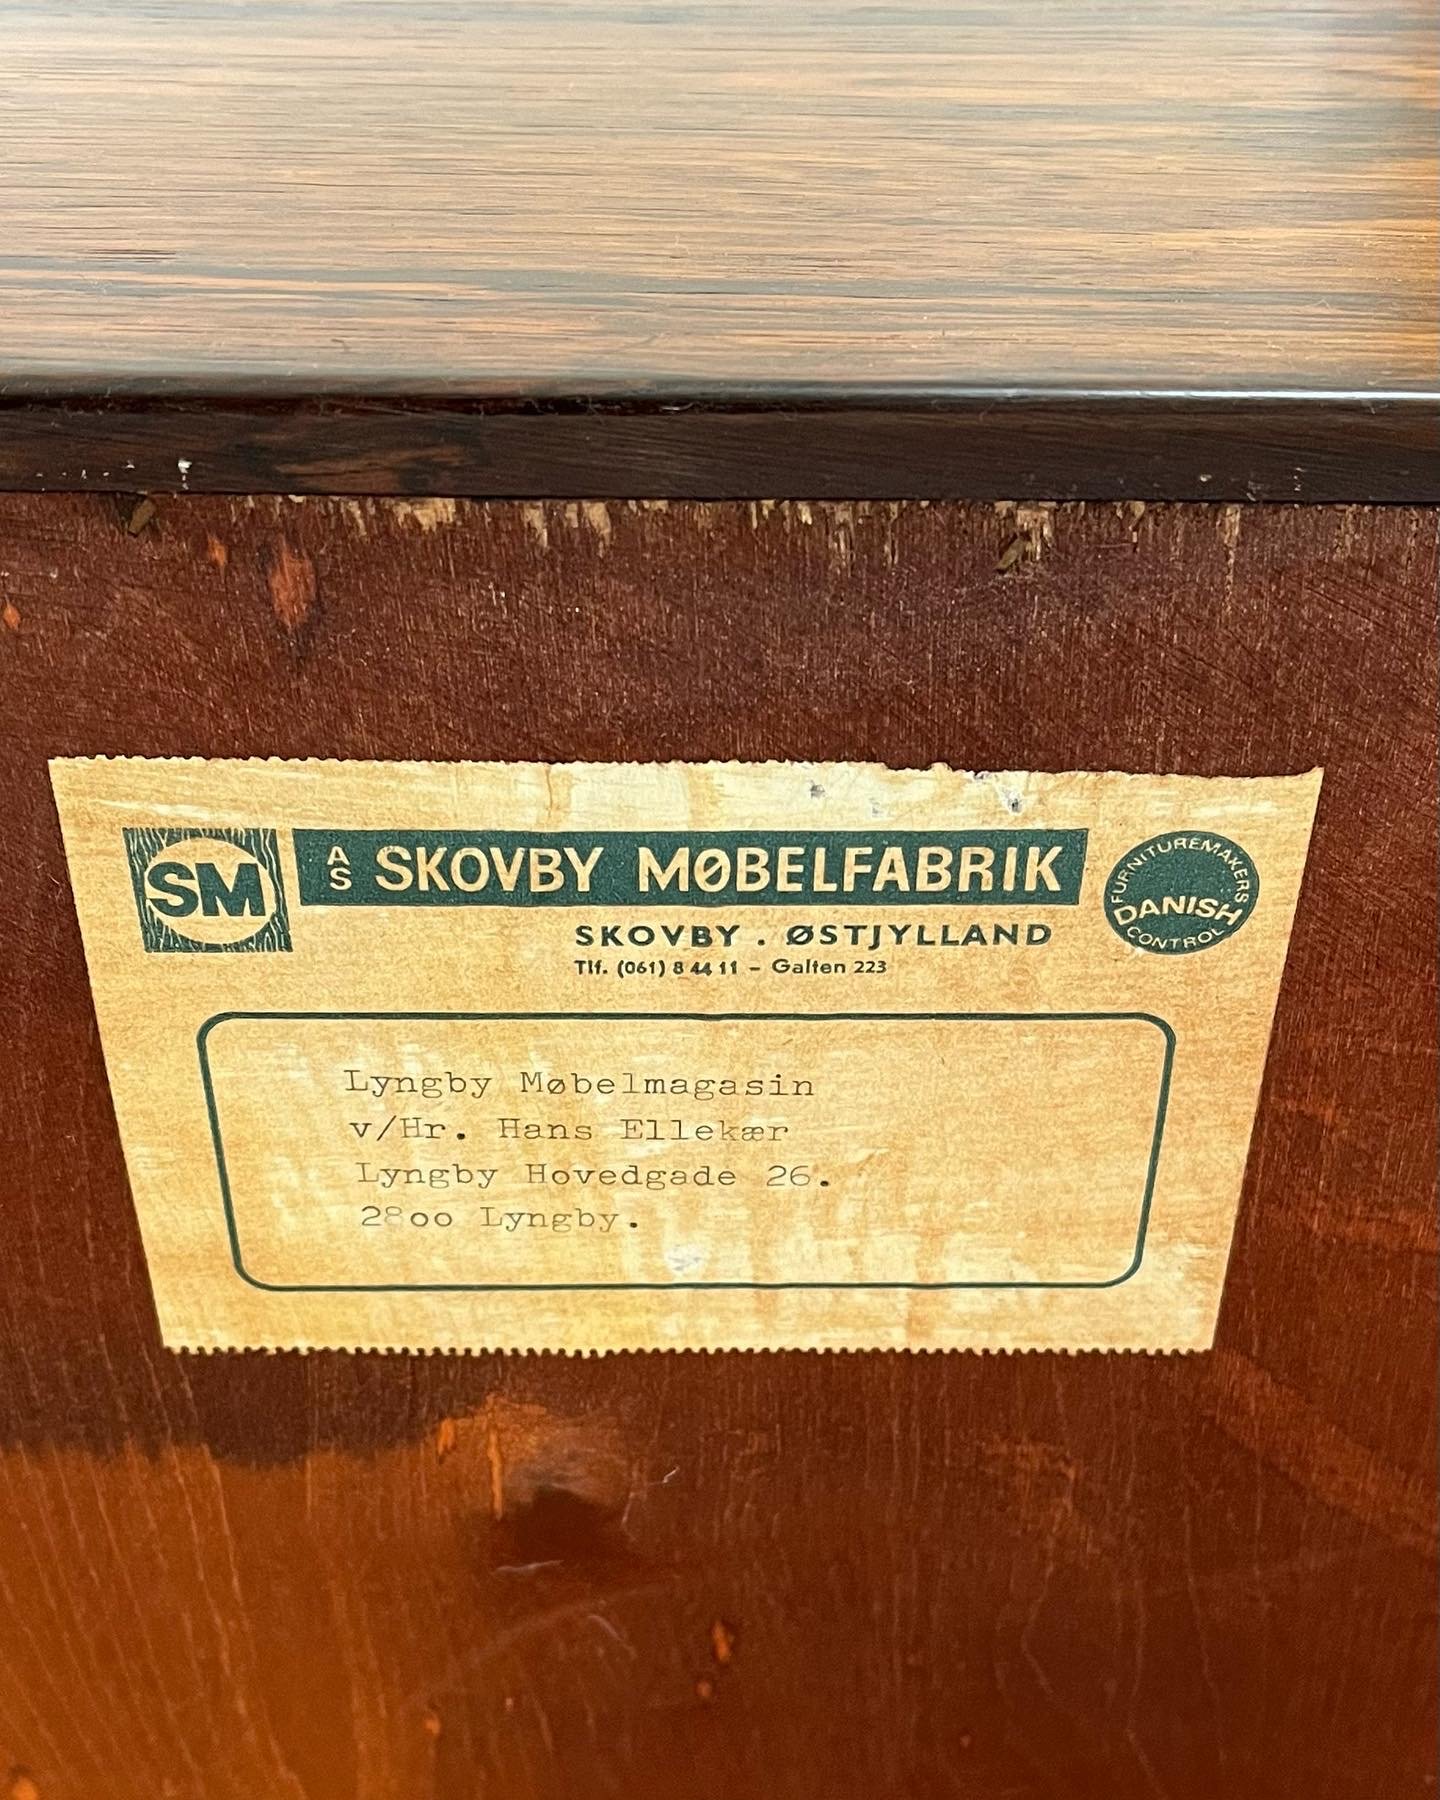 SM
AS SKOVBY MØBELFABRIK
FURNITUREMAKERS
DANISH
CONTROL
SKOVBY . ØSTJYLLAND
Tlf. (061) 8 44 11 – Galten 223
Lyngby Møbelmagasin
v/Hr. Hans Ellekær
Lyngby Hovedgade 26.
2800 Lyngby.